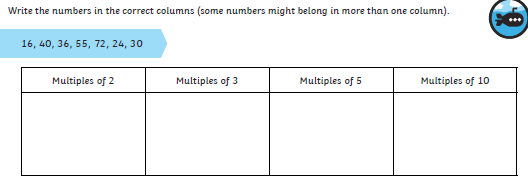 Write the numbers in the correct columns (some numbers might belong in more than one column).
16, 40, 36, 55, 72, 24, 30
Multiples of 2 Multiples of 3 Multiples of 5 Multiples of 10